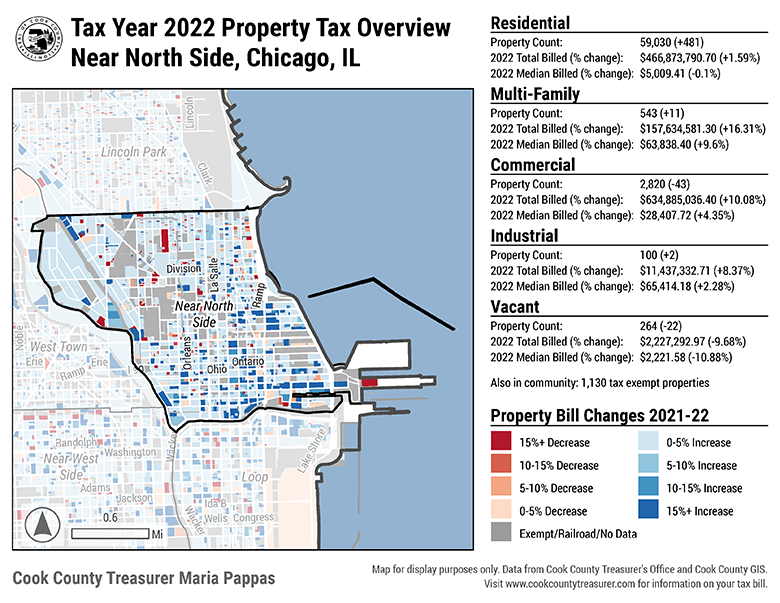 Tax Year 2022 Property Tax Overview
Near North Side, Chicago, IL
Lincoln Park
Lincoln
Clark
Division
La Salle
Ramp
Near North
Side
Orleans
Ohio
Ontario
Noble
West Town
Erie
Erie
Ramp
Randolph
Washington
Near West
Side
Adams
Jackson
Wacker
Wacker
Loop
Lake Shore
Ida B
Wells
Congress
0.6
Mi
Residential
Property Count: 59,030 (+481)
2022 Total Billed (% change): $466,873,790.70 (+1.59%)
2022 Median Billed (% change): $5,009.41 (-0.1%)
Multi-Family
Property Count: 543 (+11)
2022 Total Billed (% change): $157,634,581.30 (+16.31%)
2022 Median Billed (% change): $63,838.40 (+9.6%)
Commercial
Property Count: 2,820 (-43)
2022 Total Billed (% change): $634,885,036.40 (+10.08%)
2022 Median Billed (% change): $28,407.72 (+4.35%)
Industrial
Property Count: 100 (+2)
2022 Total Billed (% change): $11,437,332.71 (+8.37%)
2022 Median Billed (% change): $65,414.18 (+2.28%)
Vacant
Property Count: 264 (-22)
2022 Total Billed (% change): $2,227,292.97 (-9.68%)
2022 Median Billed (% change): $2,221.58 (-10.88%)
Also in community: 1,130 tax exempt properties
Property Bill Changes 2021-22
15%+ Decrease
10-15% Decrease
5-10% Decrease
0-5% Decrease
Exempt/Railroad/No Data
0-5% Increase
5-10% Increase
10-15% Increase
15%+ Increase
Cook County Treasurer Maria Pappas
Map for display purposes only. Data from Cook County Treasurer's Office and Cook County GIS.
Visit www.cookcountytreasurer.com for information on your tax bill.